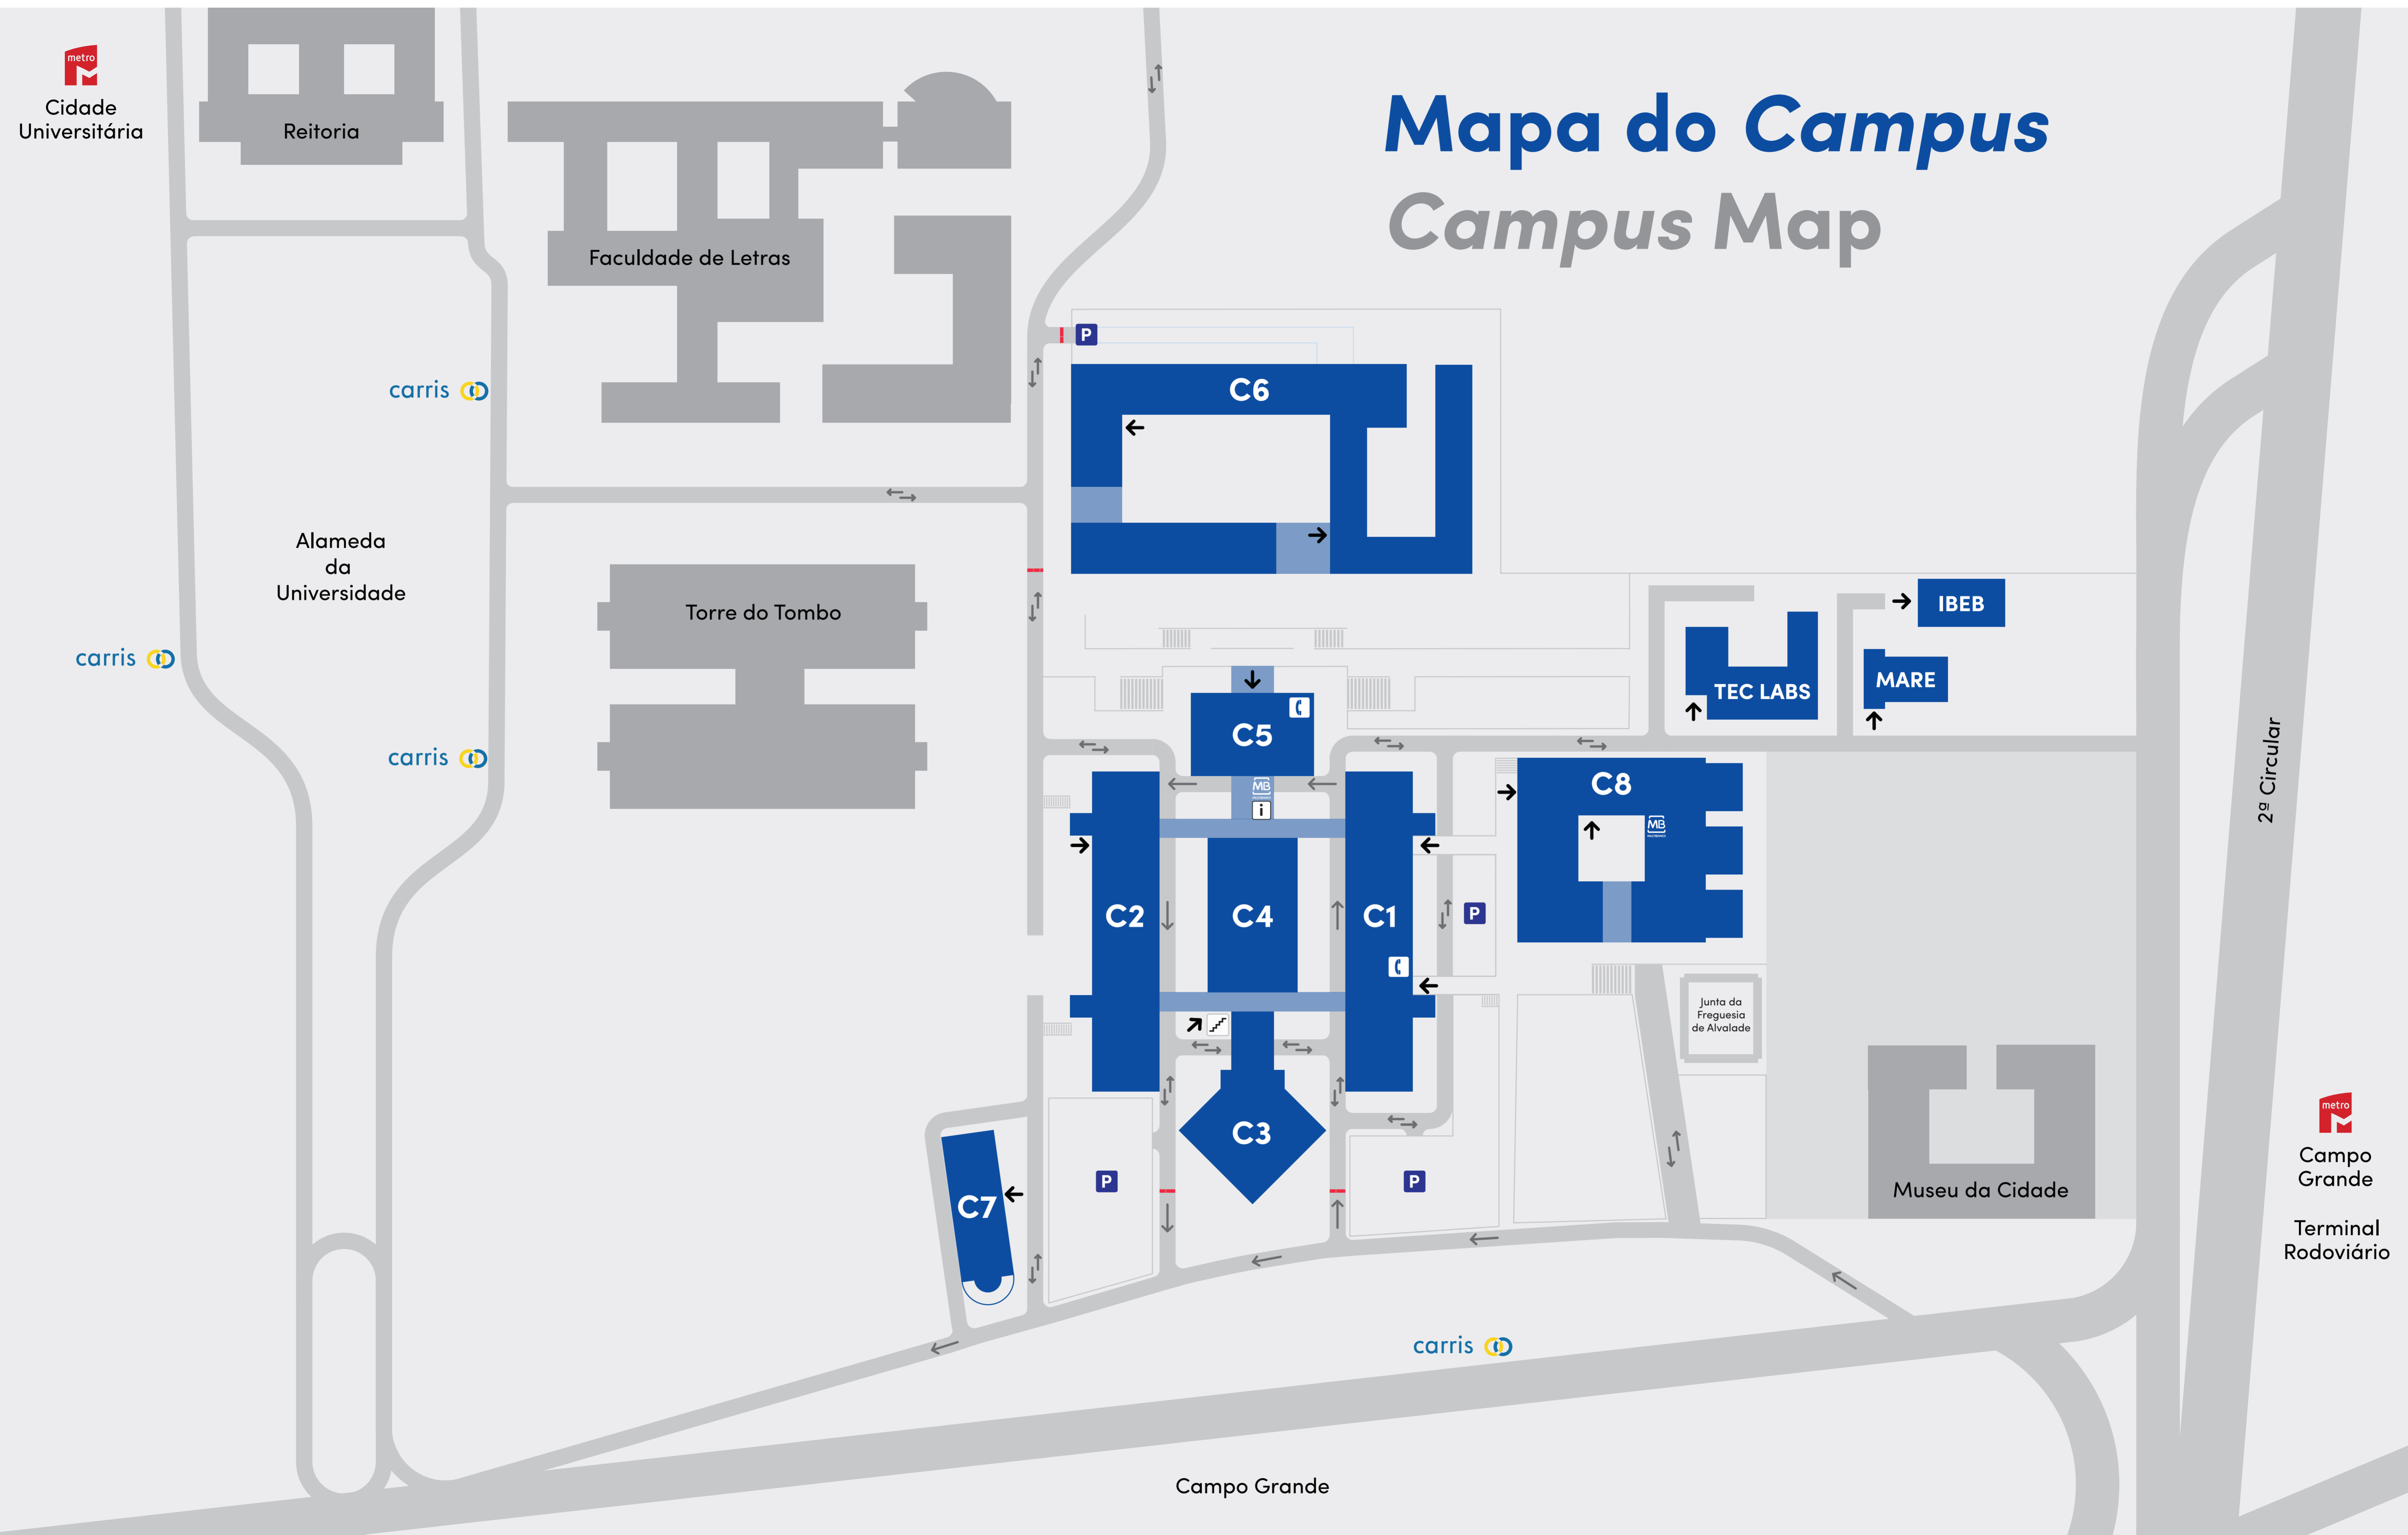 Mapa do Campus
Campus Map
metro
Cidade
Universitária
Reitoria
Faculdade de Letras
carris
P
C6
Alameda
da
Universidade
Torre do Tombo
carris
carris
IBEB
MARE
TEC LABS
C5
MB
i
C8
MB
C2
C4
C1
P
2ª Circular
Junta da
Freguesia
de Alvalade
C3
C7
P
P
Museu da Cidade
metro
Campo
Grande
Terminal
Rodoviário
carris
Campo Grande